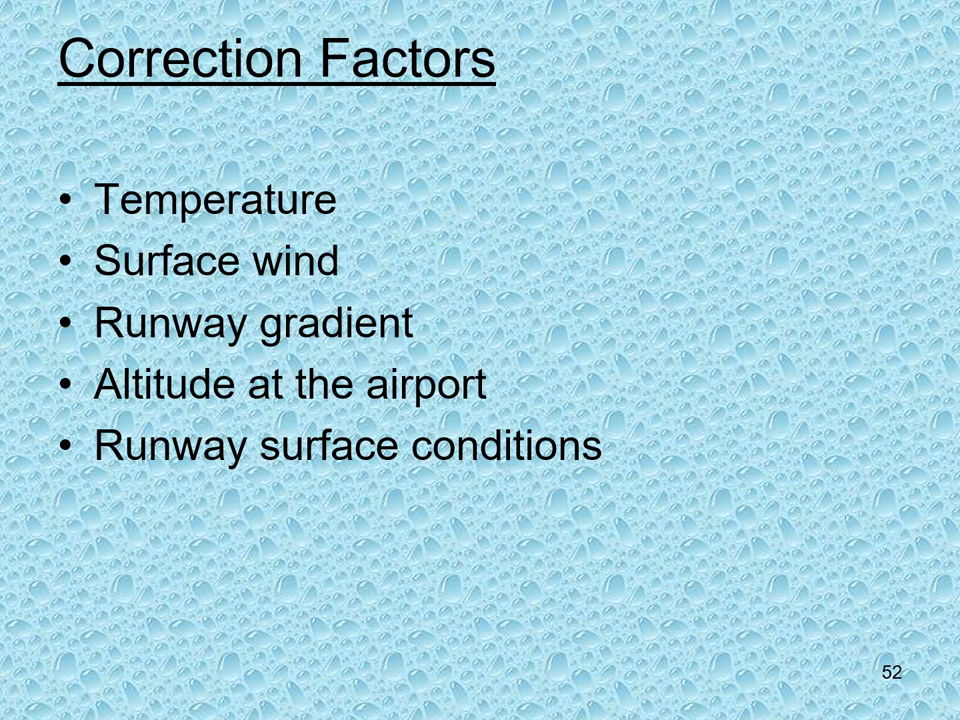 Correction Factors
• Temperature
• Surface wind
• Runway gradient
• Altitude at the airport
• Runway surface conditions
52